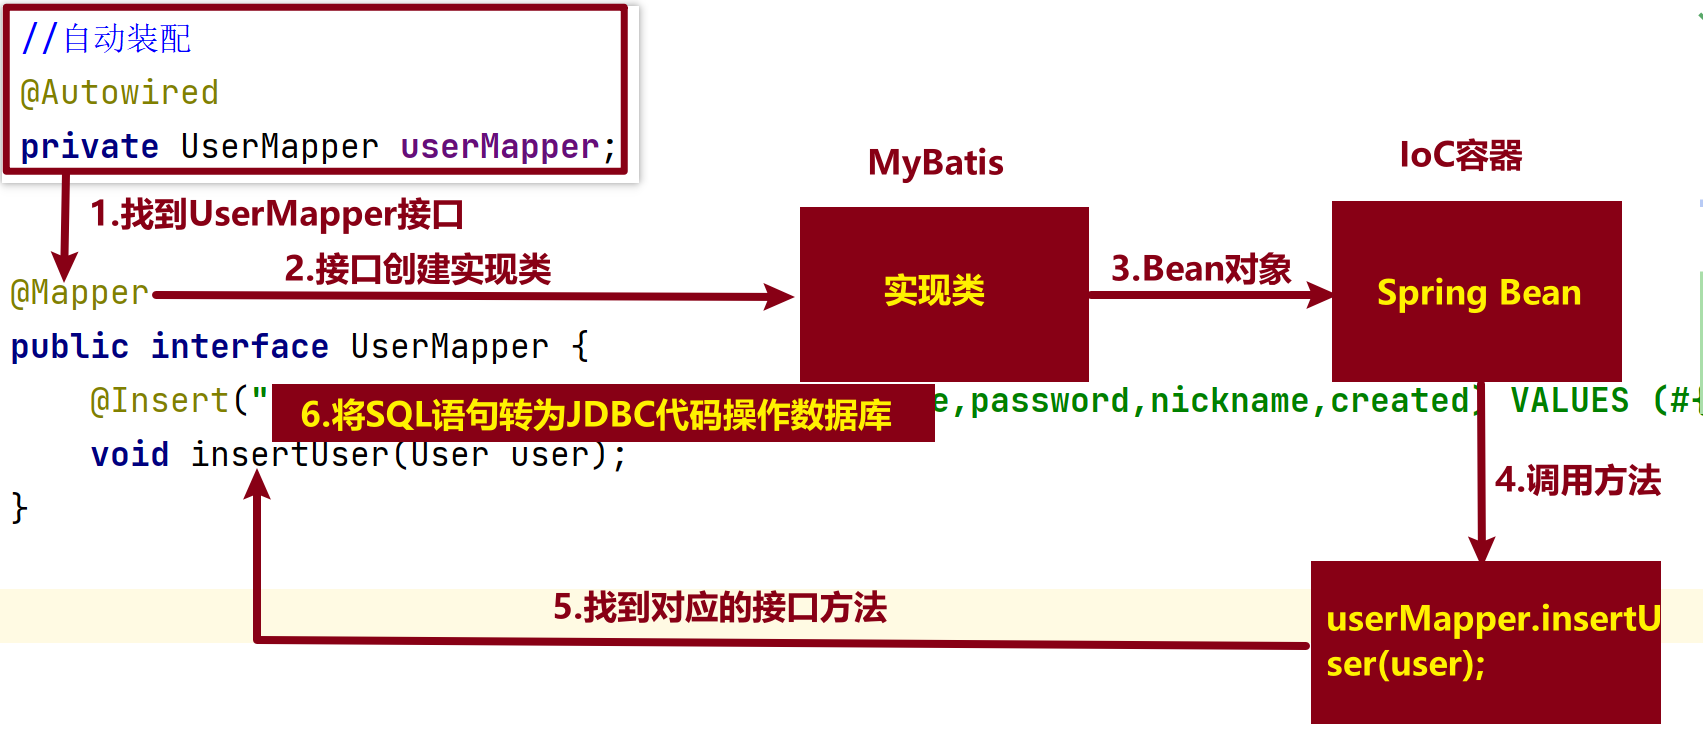 //自动装配
@Autowired
private UserMapper userMapper;
1.找到UserMapper接口
MyBatis
IoC容器
2.接口创建实现类
3.Bean对象
实现类
Spring Bean
@Mapper
public interface UserMapper {
@Insert("
6.将SQL语句转为JDBC代码操作数据库
e,password,nickname,created) VALUES (#{
void insertUser(User user);
}
4.调用方法
5.找到对应的接口方法
userMapper.insertU
ser(user);